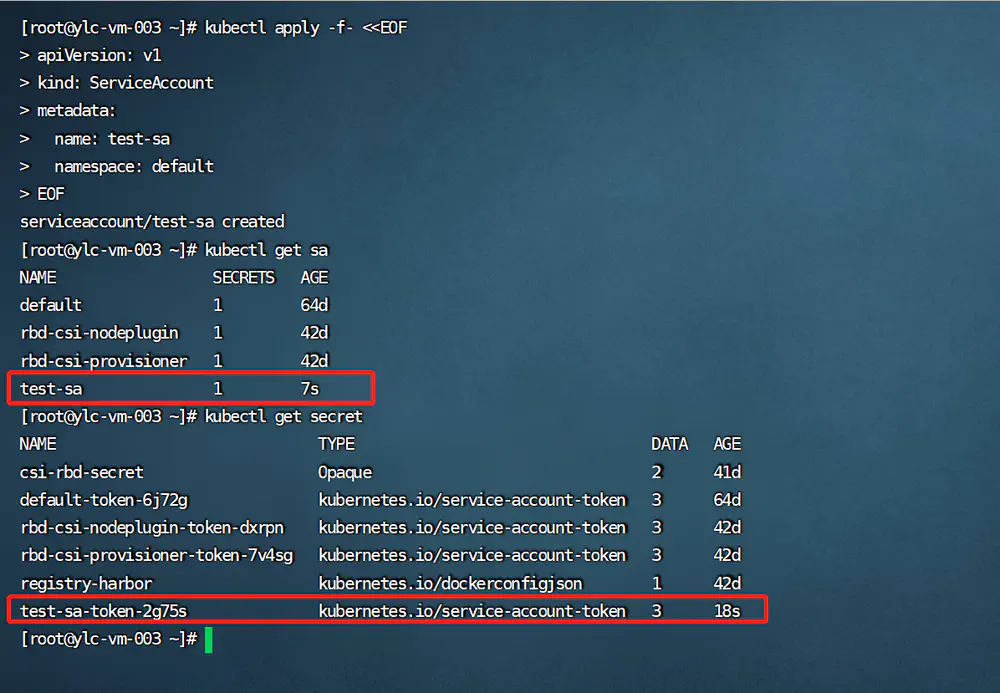 [root@ylc-vm-003 ~]# kubectl apply -f- <<EOF
> apiVersion: v1
> kind: ServiceAccount
> metadata:
>   name: test-sa
>   namespace: default
> EOF
serviceaccount/test-sa created
[root@ylc-vm-003 ~]# kubectl get sa
NAME                  SECRETS   AGE
default               1         64d
rbd-csi-nodeplugin    1         42d
rbd-csi-provisioner   1         42d
test-sa               1         7s
[root@ylc-vm-003 ~]# kubectl get secret
NAME                              TYPE                                  DATA   AGE
csi-rbd-secret                    Opaque                                2      41d
default-token-6j72g               kubernetes.io/service-account-token   3      64d
rbd-csi-nodeplugin-token-dxrpn    kubernetes.io/service-account-token   3      42d
rbd-csi-provisioner-token-7v4sg   kubernetes.io/service-account-token   3      42d
registry-harbor                   kubernetes.io/dockerconfigjson        1      42d
test-sa-token-2g75s               kubernetes.io/service-account-token   3      18s
[root@ylc-vm-003 ~]#